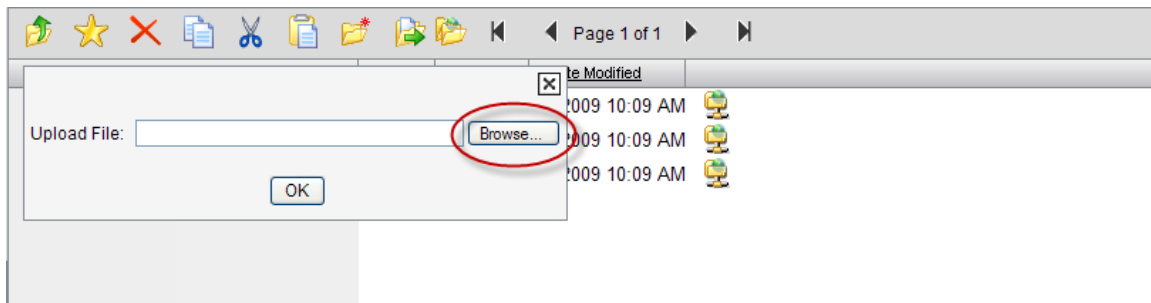 Page 1 of 1
te Modified
2009 10:09 AM
Upload File: Browse...
2009 10:09 AM
2009 10:09 AM
OK